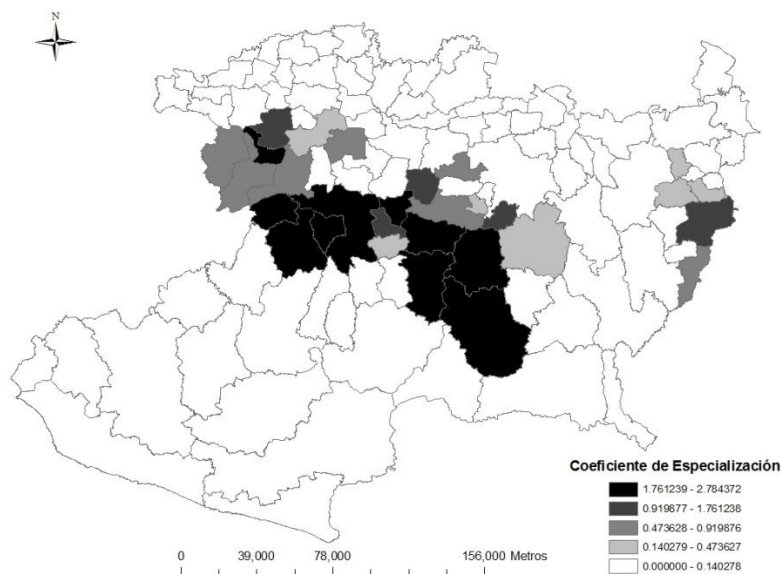 N
Coeficiente de Especialización
1.761239 - 2.784372
0.919877 - 1.761238
0.473628 - 0.919876
0.140279 - 0.473627
0.000000 - 0.140278
0 39,000 78,000 156,000 Metros